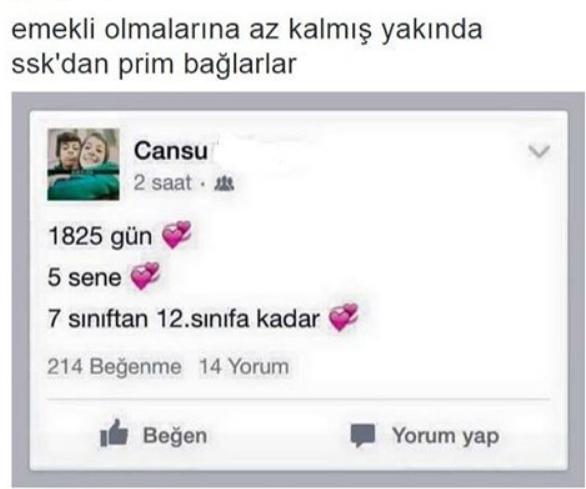 emekli olmalarına az kalmış yakında
ssk'dan prim bağlarlar
Cansu
2 saat ·
1825 gün 💞
5 sene 💞
7 sınıftan 12.sınıfa kadar 💞
214 Beğenme 14 Yorum
Beğen
Yorum yap